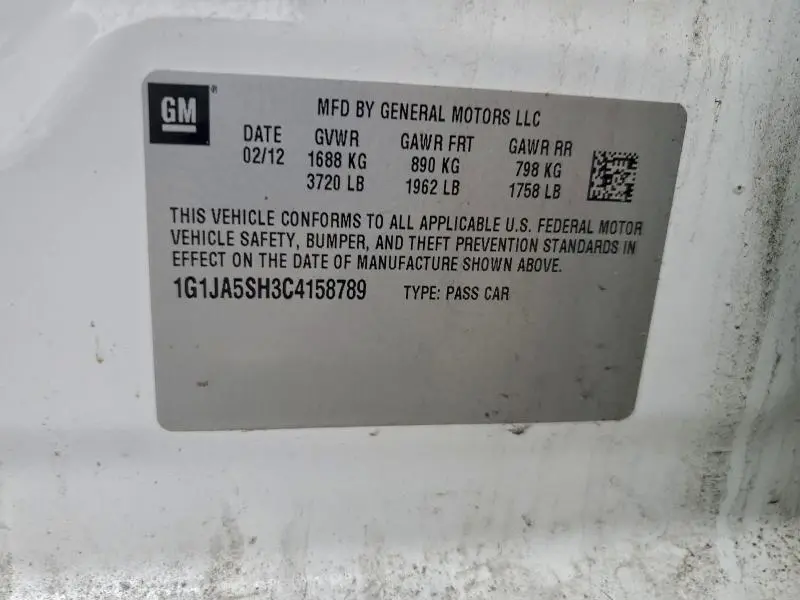 GM®
MFD BY GENERAL MOTORS LLC
DATE GVWR GAWR FRT GAWR RR
02/12 1688 KG 890 KG 798 KG
3720 LB 1962 LB 1758 LB
THIS VEHICLE CONFORMS TO ALL APPLICABLE U.S. FEDERAL MOTOR
VEHICLE SAFETY, BUMPER, AND THEFT PREVENTION STANDARDS IN
EFFECT ON THE DATE OF MANUFACTURE SHOWN ABOVE.
1G1JA5SH3C4158789 TYPE: PASS CAR